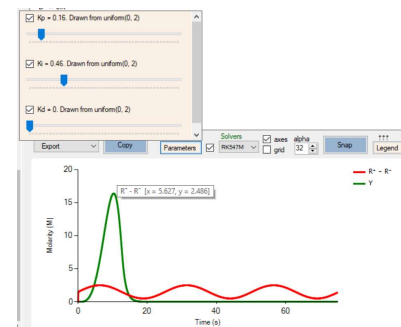 Kp = 0.16. Drawn from uniform(0, 2)
Ki = 0.46. Drawn from uniform(0, 2)
Kd = 0. Drawn from uniform(0, 2)
Solvers
Export Copy Parameters RK547M axes grid alpha 32 Snap ↑↑↑ Legend
R⁺ - R⁻
Y
R⁺ - R⁻ [x = 5.627, y = 2.486]
Molarity (M)
20
15
10
5
0
0 20 40 60
Time (s)